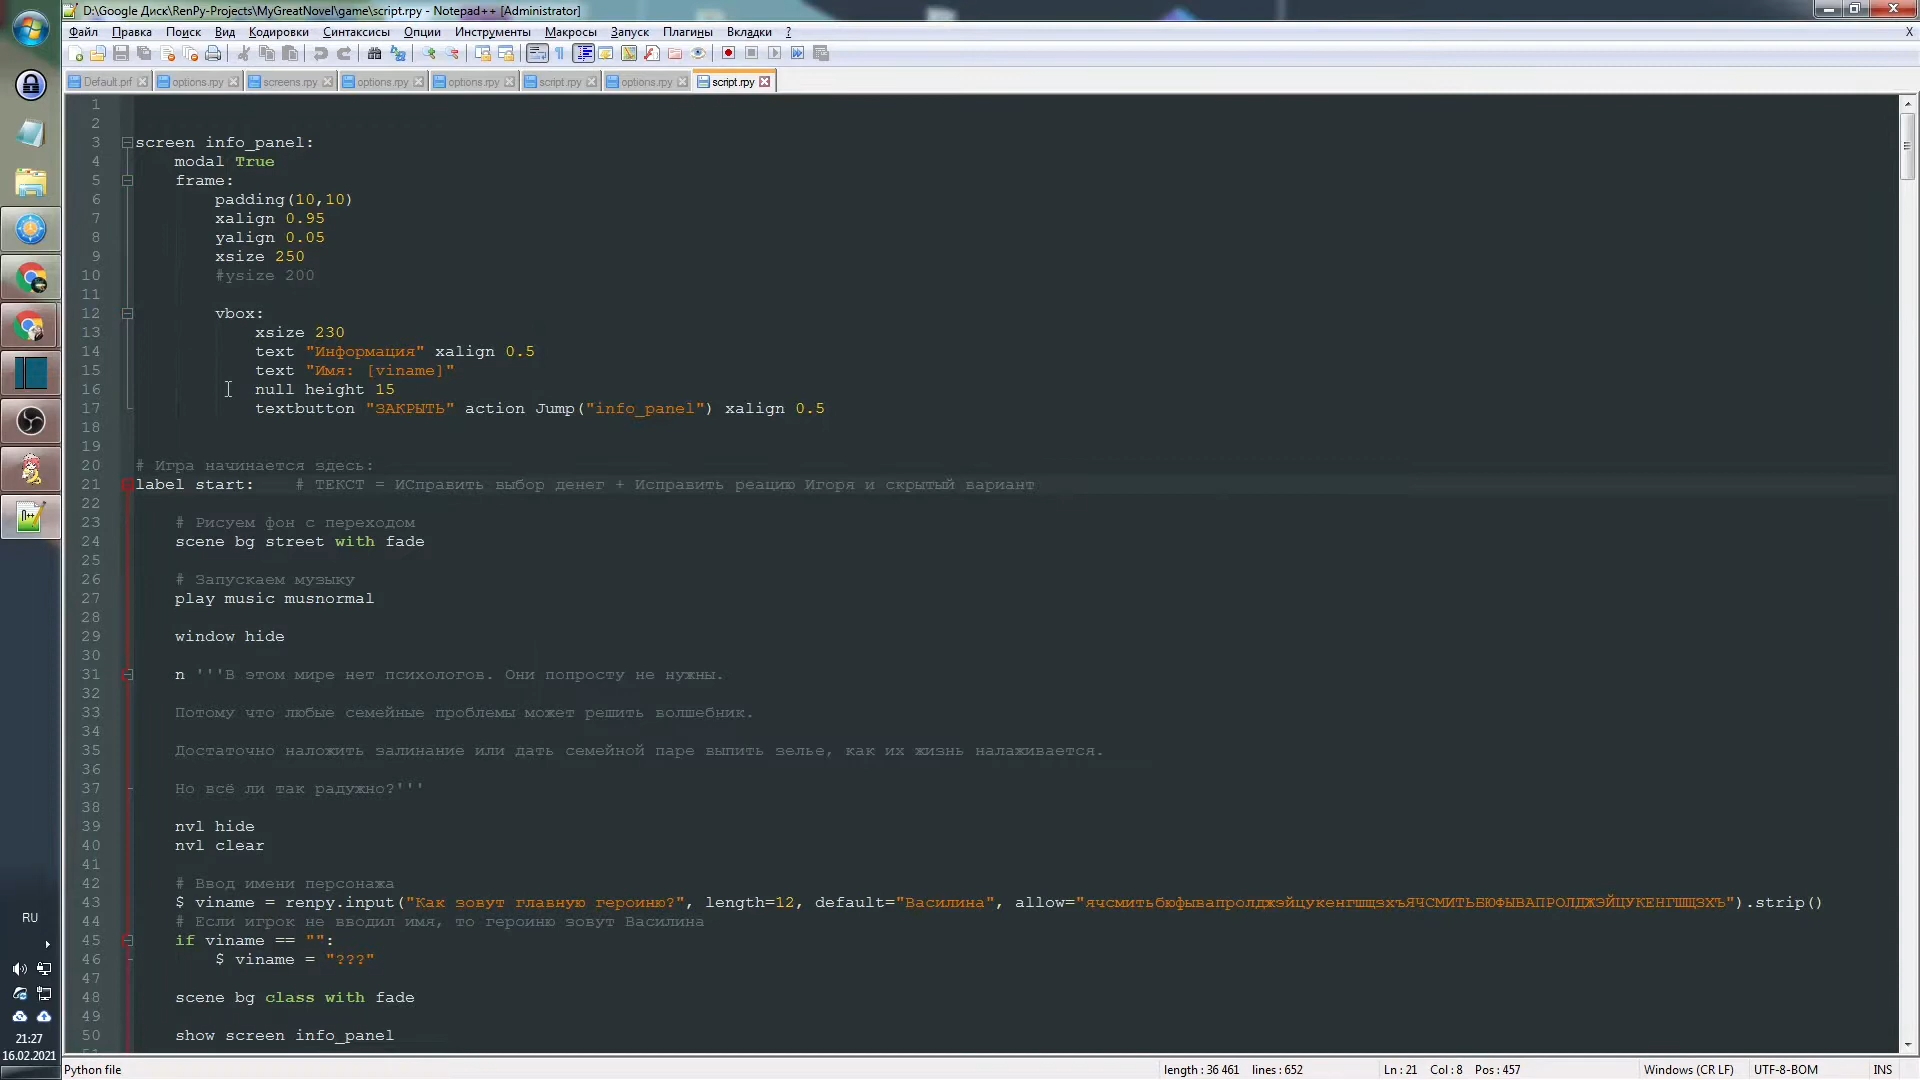 D:\Google Диск\RenPy-Projects\MyGreatNovel\game\script.rpy - Notepad++ [Administrator]
Файл Правка Поиск Вид Кодировки Синтаксисы Опции Инструменты Макросы Запуск Плагины Вкладки ? X
Default.prf options.rpy screens.rpy options.rpy options.rpy script.rpy options.rpy script.rpy
1
2
3 screen info_panel:
4 modal True
5 frame:
6 padding(10,10)
7 xalign 0.95
8 yalign 0.05
9 xsize 250
10 #ysize 200
11
12 vbox:
13 xsize 230
14 text "Информация" xalign 0.5
15 text "Имя: [viname]"
16 null height 15
17 textbutton "ЗАКРЫТЬ" action Jump("info_panel") xalign 0.5
18
19
20 # Игра начинается здесь:
21 label start: # ТЕКСТ = ИСправить выбор денег + Исправить реацию Игоря и скрытый вариант
22
23 # Рисуем фон с переходом
24 scene bg street with fade
25
26 # Запускаем музыку
27 play music musnormal
28
29 window hide
30
31 n '''В этом мире нет психологов. Они попросту не нужны.
32
33 Потому что любые семейные проблемы может решить волшебник.
34
35 Достаточно наложить залинание или дать семейной паре выпить зелье, как их жизнь налаживается.
36
37 Но всё ли так радужно?'''
38
39 nvl hide
40 nvl clear
41
42 # Ввод имени персонажа
43 $ viname = renpy.input("Как зовут главную героиню?", length=12, default="Василина", allow="ячсмитьбюфывапролджэйцукенгшщзхъЯЧСМИТЬБЮФЫВАПРОЛДЖЭЙЦУКЕНГШЩЗХЪ").strip()
44 # Если игрок не вводил имя, то героиню зовут Василина
45 if viname == "":
46 $ viname = "???"
47
48 scene bg class with fade
49
50 show screen info_panel
RU
21:27
16.02.2021
Python file length : 36 461 lines : 652 Ln : 21 Col : 8 Pos : 457 Windows (CR LF) UTF-8-BOM INS